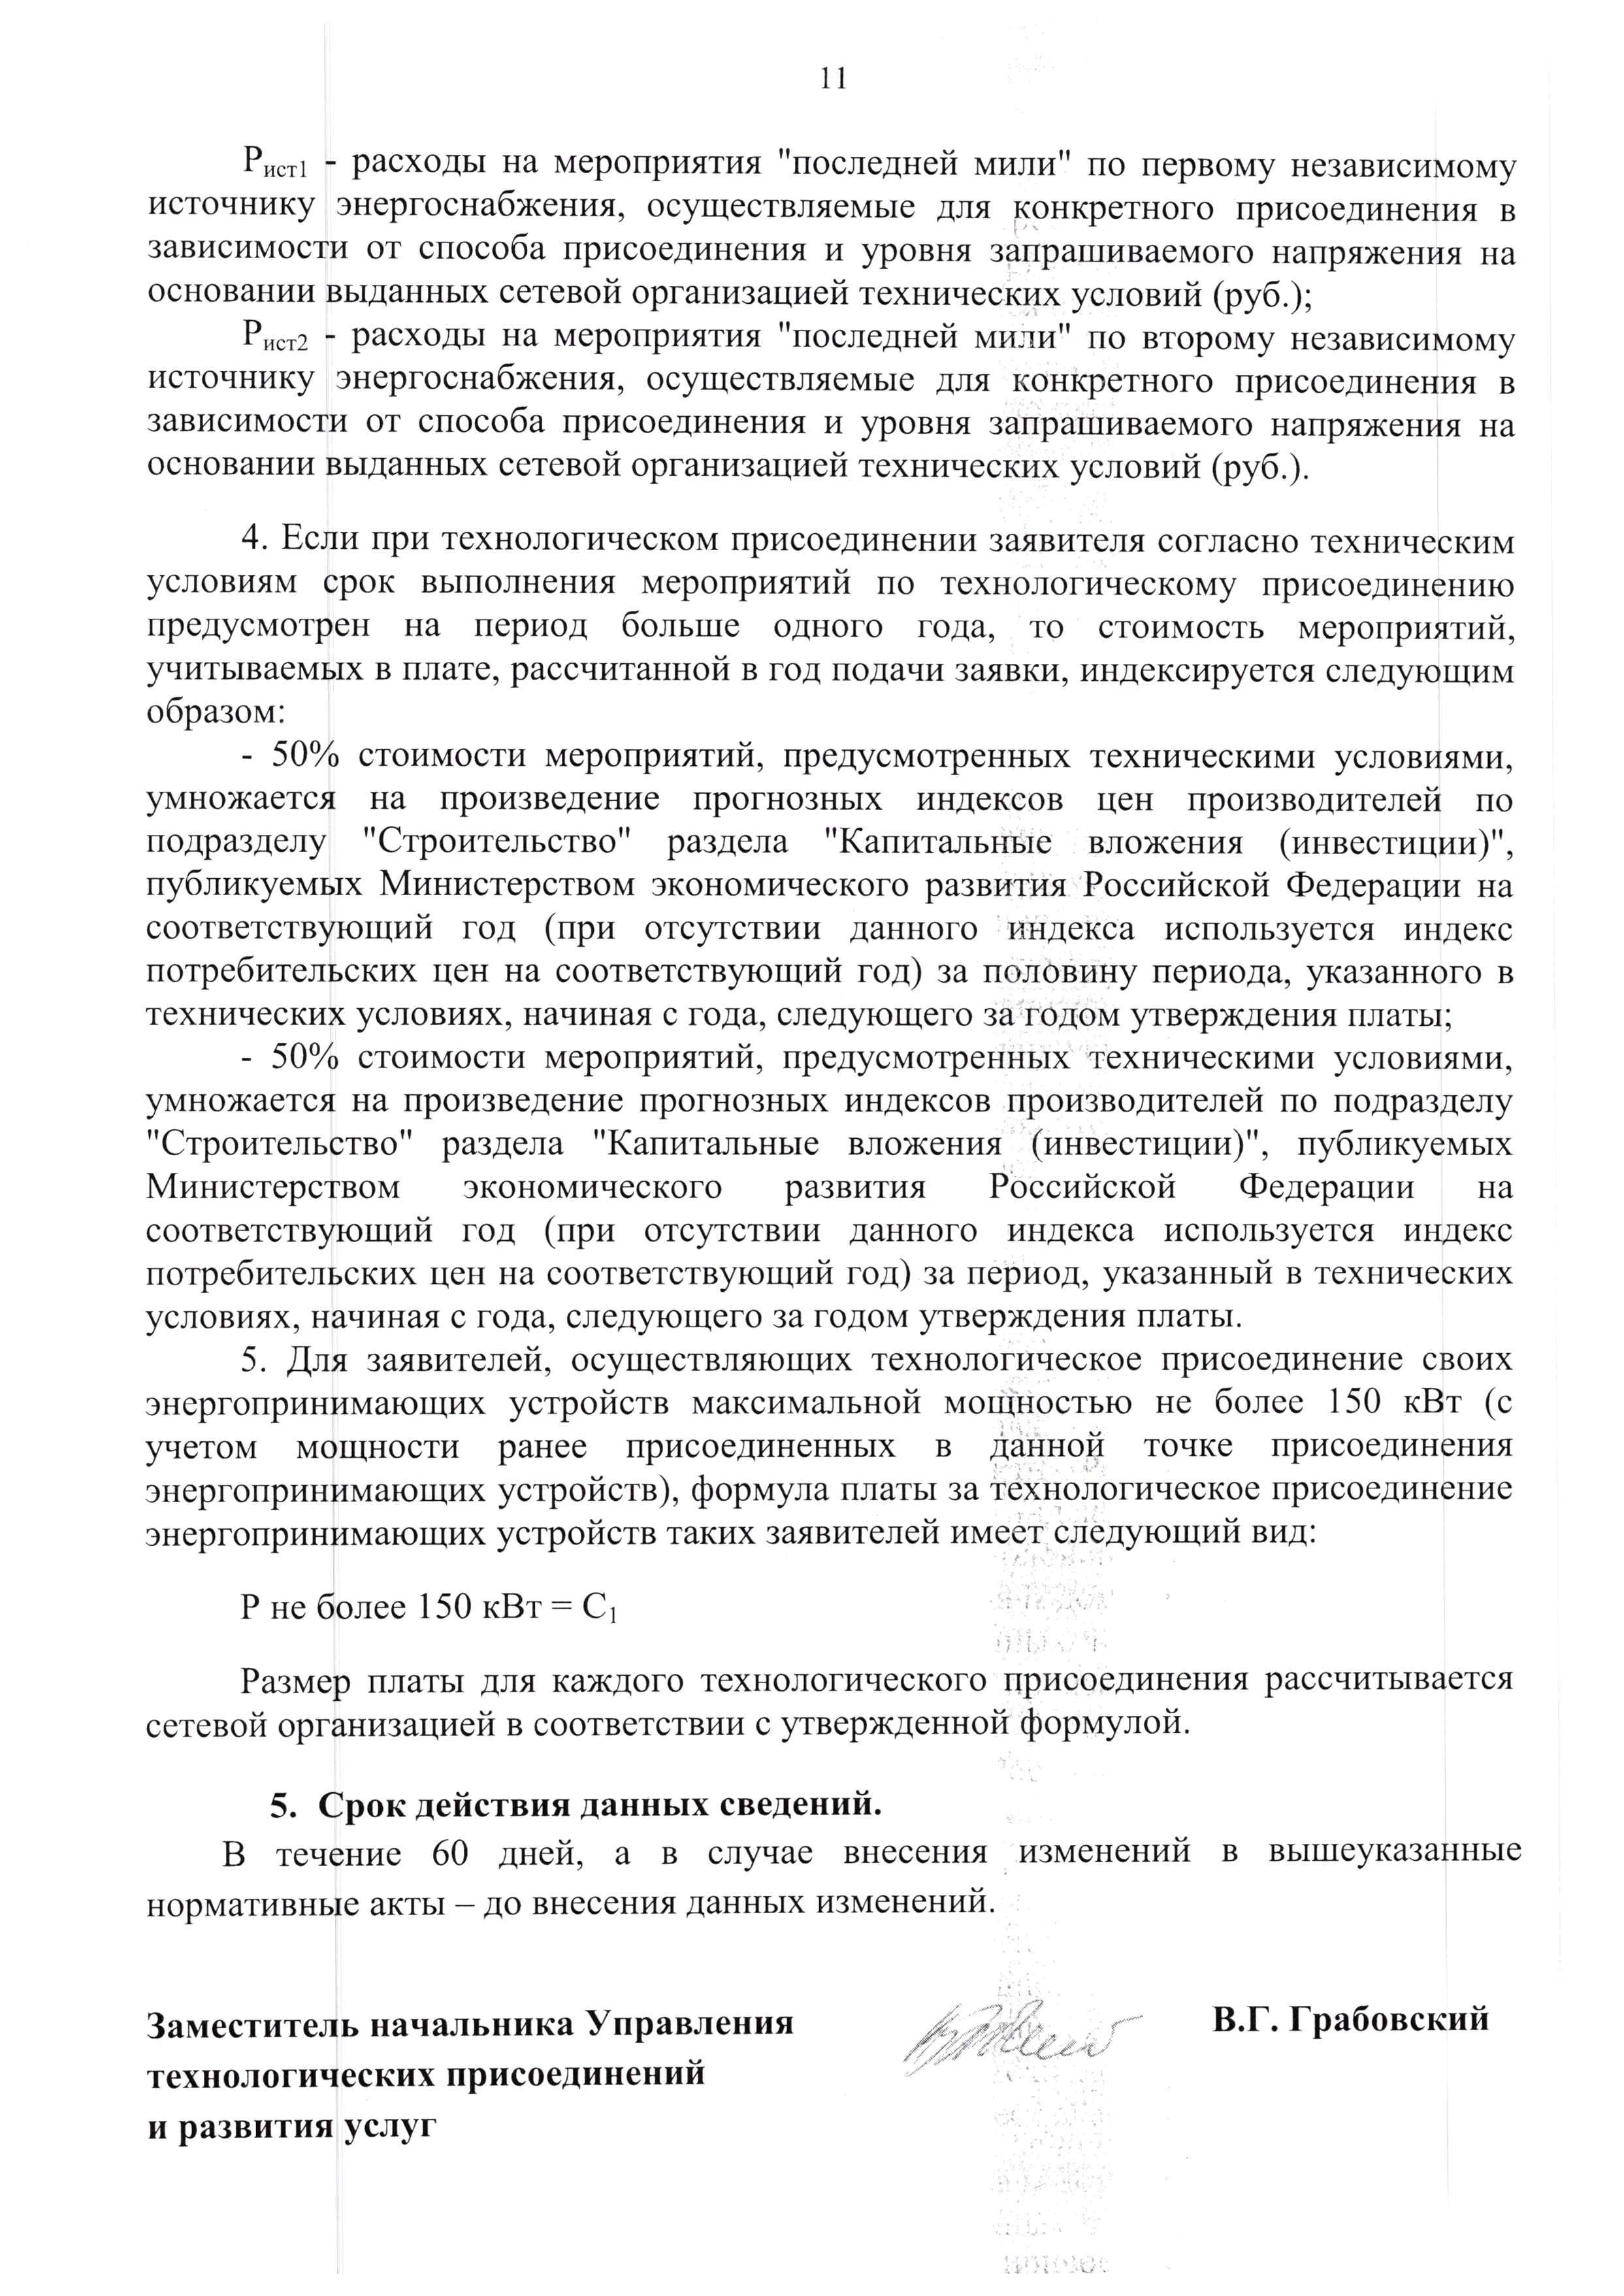 11
Рист1 - расходы на мероприятия "последней мили" по первому независимому
источнику энергоснабжения, осуществляемые для конкретного присоединения в
зависимости от способа присоединения и уровня запрашиваемого напряжения на
основании выданных сетевой организацией технических условий (руб.);
Рист2 - расходы на мероприятия "последней мили" по второму независимому
источнику энергоснабжения, осуществляемые для конкретного присоединения в
зависимости от способа присоединения и уровня запрашиваемого напряжения на
основании выданных сетевой организацией технических условий (руб.).
4. Если при технологическом присоединении заявителя согласно техническим
условиям срок выполнения мероприятий по технологическому присоединению
предусмотрен на период больше одного года, то стоимость мероприятий,
учитываемых в плате, рассчитанной в год подачи заявки, индексируется следующим
образом:
- 50% стоимости мероприятий, предусмотренных техническими условиями,
умножается на произведение прогнозных индексов цен производителей по
подразделу "Строительство" раздела "Капитальные вложения (инвестиции)",
публикуемых Министерством экономического развития Российской Федерации на
соответствующий год (при отсутствии данного индекса используется индекс
потребительских цен на соответствующий год) за половину периода, указанного в
технических условиях, начиная с года, следующего за годом утверждения платы;
- 50% стоимости мероприятий, предусмотренных техническими условиями,
умножается на произведение прогнозных индексов производителей по подразделу
"Строительство" раздела "Капитальные вложения (инвестиции)", публикуемых
Министерством экономического развития Российской Федерации на
соответствующий год (при отсутствии данного индекса используется индекс
потребительских цен на соответствующий год) за период, указанный в технических
условиях, начиная с года, следующего за годом утверждения платы.
5. Для заявителей, осуществляющих технологическое присоединение своих
энергопринимающих устройств максимальной мощностью не более 150 кВт (с
учетом мощности ранее присоединенных в данной точке присоединения
энергопринимающих устройств), формула платы за технологическое присоединение
энергопринимающих устройств таких заявителей имеет следующий вид:
Р не более 150 кВт = С1
Размер платы для каждого технологического присоединения рассчитывается
сетевой организацией в соответствии с утвержденной формулой.
5. Срок действия данных сведений.
В течение 60 дней, а в случае внесения изменений в вышеуказанные
нормативные акты – до внесения данных изменений.
Заместитель начальника Управления В.Г. Грабовский
технологических присоединений
и развития услуг